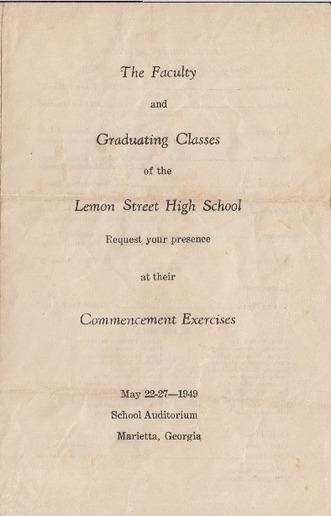 The Faculty
and
Graduating Classes
of the
Lemon Street High School
Request your presence
at their
Commencement Exercises
May 22-27—1949
School Auditorium
Marietta, Georgia